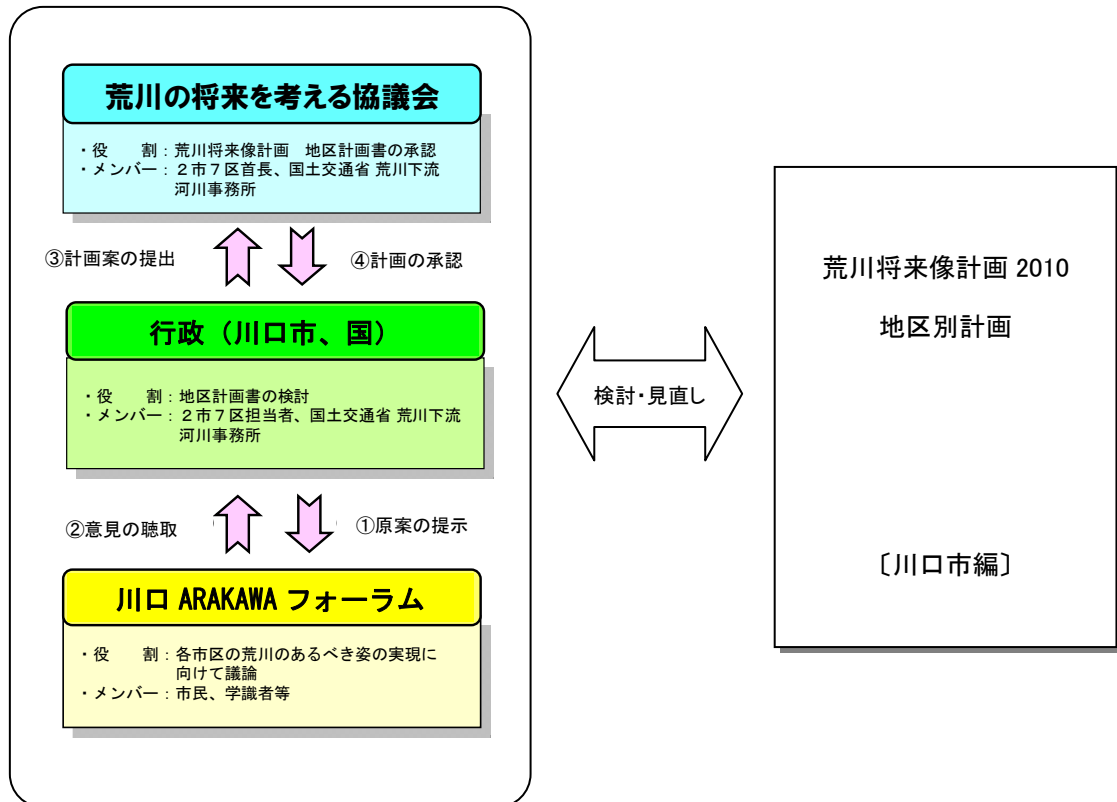 荒川の将来を考える協議会
・役　　割：荒川将来像計画　地区計画書の承認
・メンバー：２市７区首長、国土交通省 荒川下流
河川事務所
③計画案の提出
④計画の承認
行政（川口市、国）
・役　　割：地区計画書の検討
・メンバー：２市７区担当者、国土交通省 荒川下流
河川事務所
②意見の聴取
①原案の提示
川口 ARAKAWA フォーラム
・役　　割：各市区の荒川のあるべき姿の実現に
向けて議論
・メンバー：市民、学識者等
検討・見直し
荒川将来像計画 2010
地区別計画
〔川口市編〕